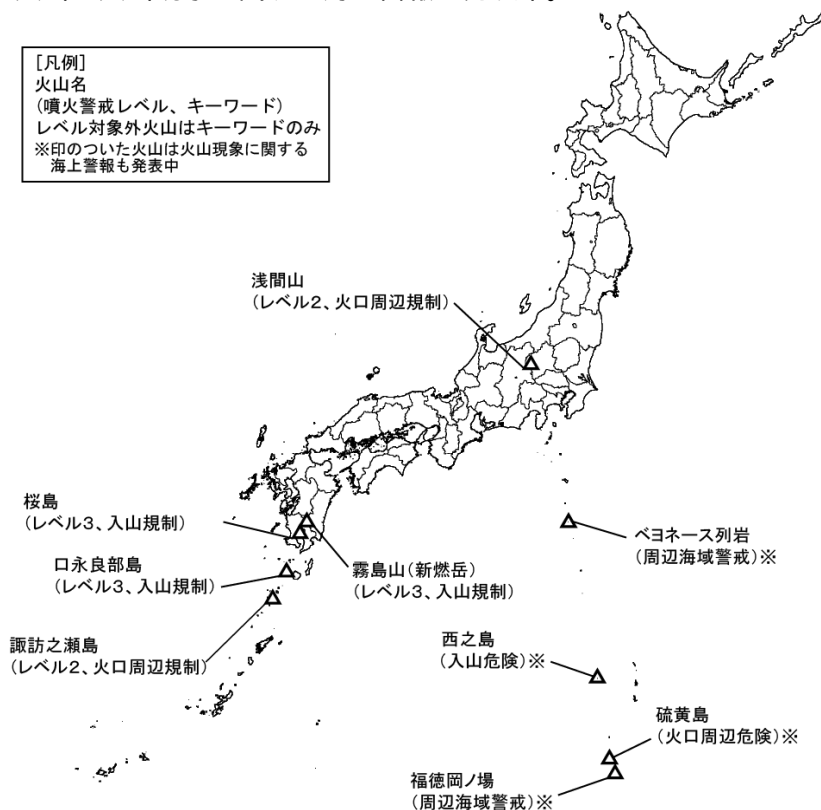 [凡例]
火山名
(噴火警戒レベル、キーワード)
レベル対象外火山はキーワードのみ
※印のついた火山は火山現象に関する
海上警報も発表中
浅間山
(レベル2、火口周辺規制)
桜島
(レベル3、入山規制)
口永良部島
(レベル3、入山規制)
諏訪之瀬島
(レベル2、火口周辺規制)
霧島山(新燃岳)
(レベル3、入山規制)
ベヨネース列岩
(周辺海域警戒)※
西之島
(入山危険)※
硫黄島
(火口周辺危険)※
福徳岡ノ場
(周辺海域警戒)※